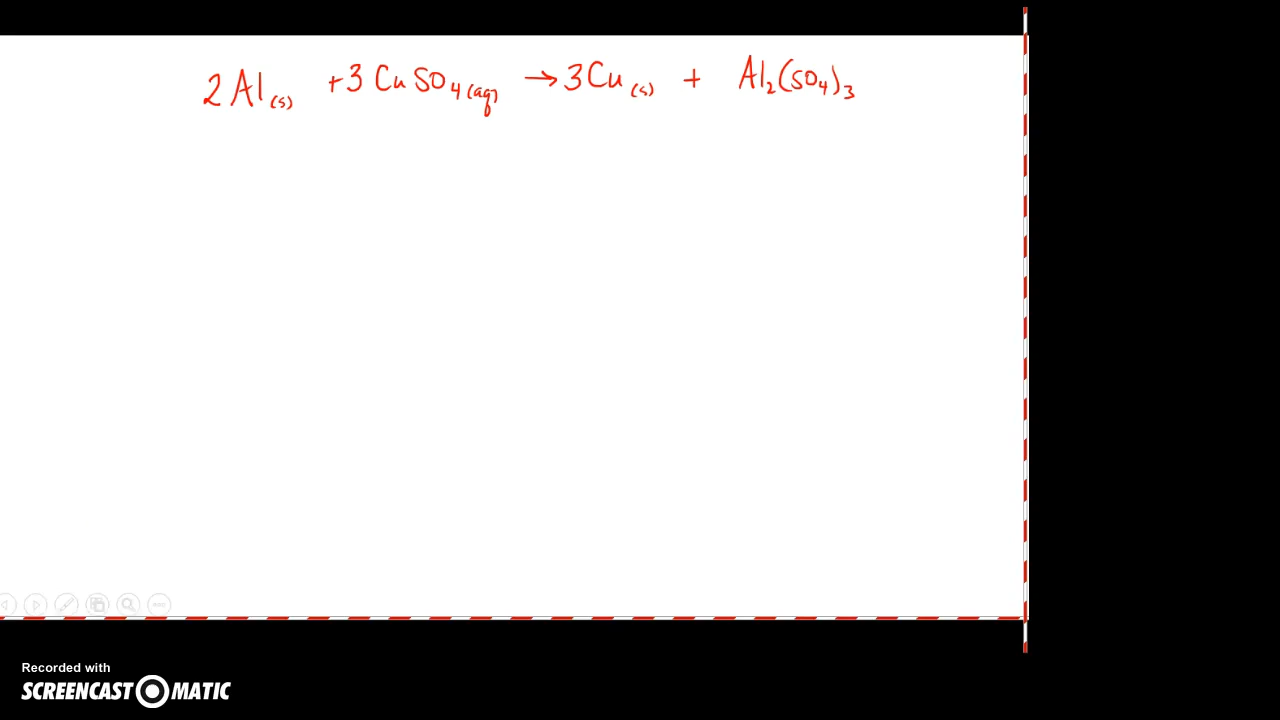 2Al(s) +3CuSO₄(aq) → 3Cu(s) + Al₂(SO₄)₃
Recorded with
SCREENCAST MATIC